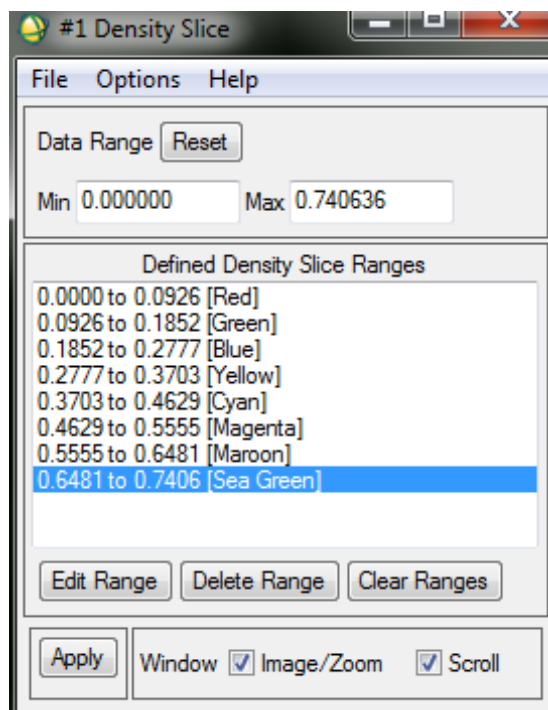 #1 Density Slice
File Options Help
Data Range Reset
Min 0.000000 Max 0.740636
Defined Density Slice Ranges
0.0000 to 0.0926 [Red]
0.0926 to 0.1852 [Green]
0.1852 to 0.2777 [Blue]
0.2777 to 0.3703 [Yellow]
0.3703 to 0.4629 [Cyan]
0.4629 to 0.5555 [Magenta]
0.5555 to 0.6481 [Maroon]
0.6481 to 0.7406 [Sea Green]
Edit Range Delete Range Clear Ranges
Apply Window Image/Zoom Scroll